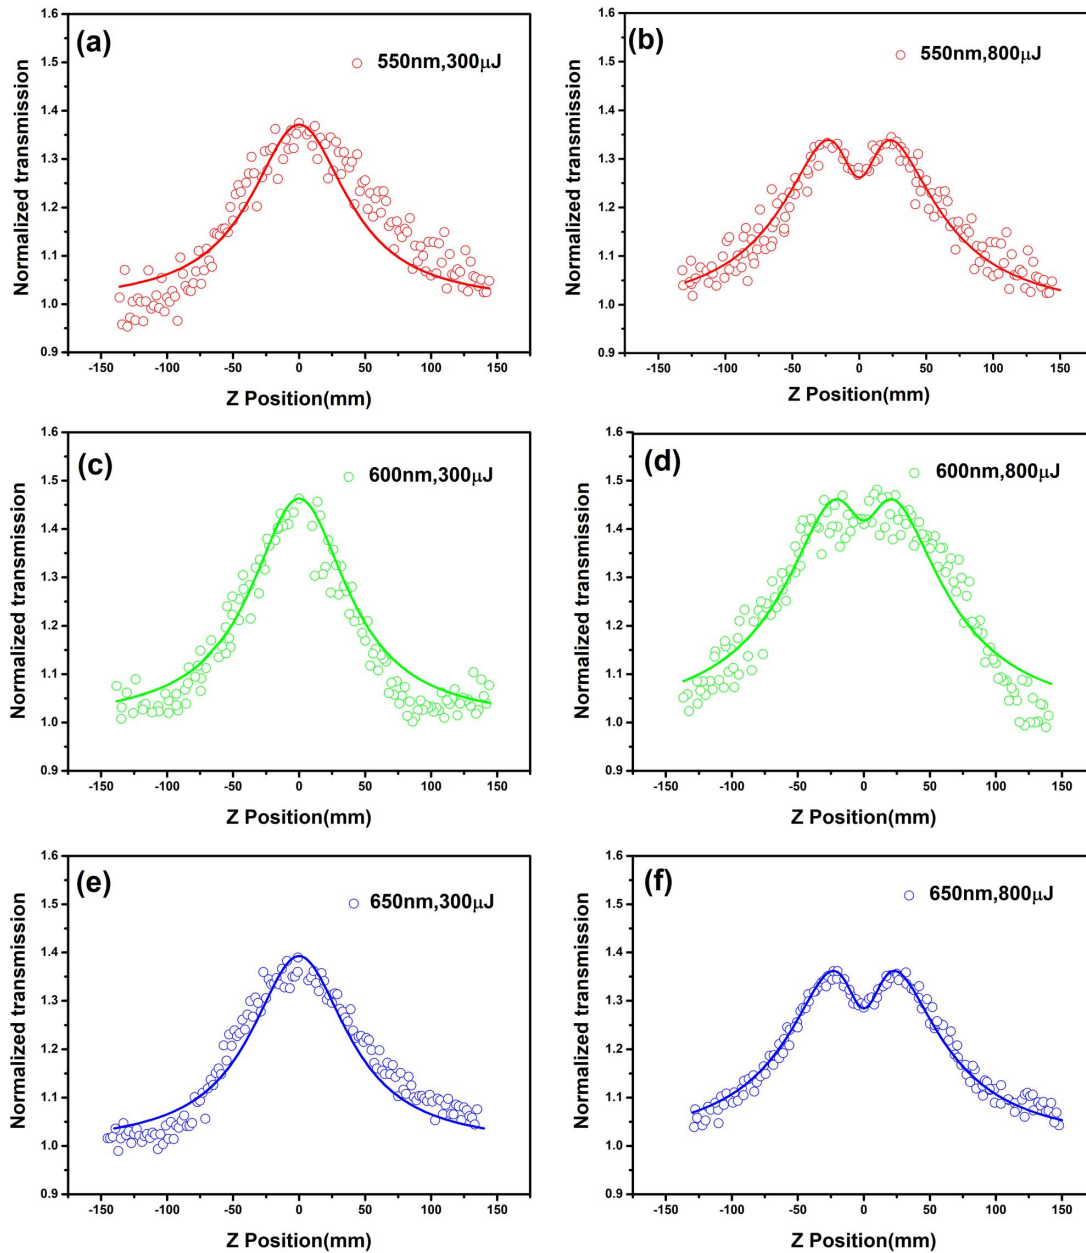 (a)
550nm,300μJ
Normalized transmission
1.6
1.5
1.4
1.3
1.2
1.1
1.0
0.9
-150 -100 -50 0 50 100 150
Z Position(mm)
(b)
550nm,800μJ
Normalized transmission
1.6
1.5
1.4
1.3
1.2
1.1
1.0
0.9
-150 -100 -50 0 50 100 150
Z Position(mm)
(c)
600nm,300μJ
Normalized transmission
1.6
1.5
1.4
1.3
1.2
1.1
1.0
0.9
-150 -100 -50 0 50 100 150
Z Position(mm)
(d)
600nm,800μJ
Normalized transmission
1.6
1.5
1.4
1.3
1.2
1.1
1.0
0.9
-150 -100 -50 0 50 100 150
Z Position(mm)
(e)
650nm,300μJ
Normalized transmission
1.6
1.5
1.4
1.3
1.2
1.1
1.0
0.9
-150 -100 -50 0 50 100 150
Z Position(mm)
(f)
650nm,800μJ
Normalized transmission
1.6
1.5
1.4
1.3
1.2
1.1
1.0
0.9
-150 -100 -50 0 50 100 150
Z Position(mm)